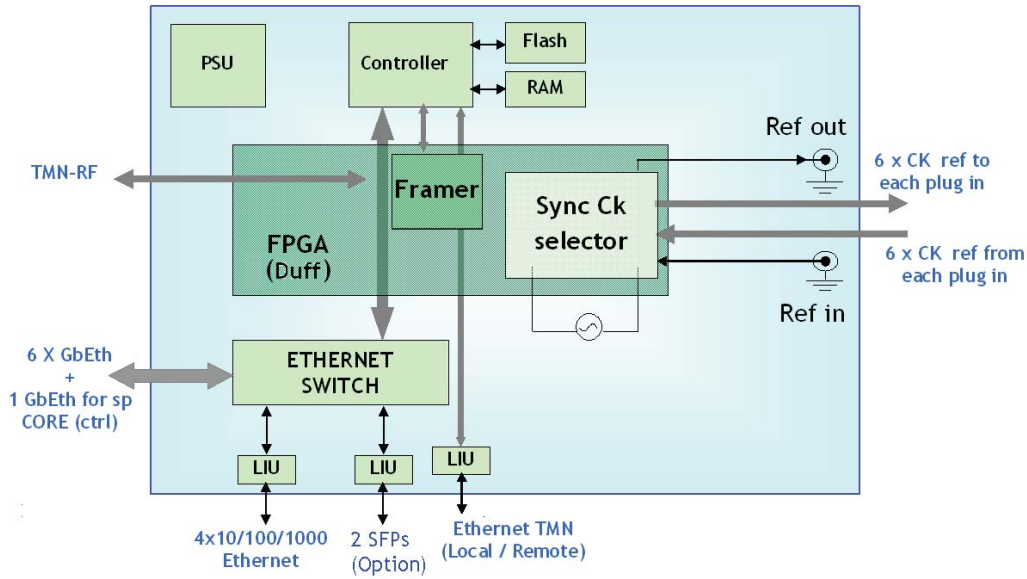 PSU
Controller
Flash
RAM
Ref out
TMN-RF
Framer
Sync Ck
selector
6 x CK ref to
each plug in
FPGA
(Duff)
6 x CK ref from
each plug in
Ref in
6 X GbEth
+
1 GbEth for sp
CORE (ctrl)
ETHERNET
SWITCH
LIU
LIU
LIU
4x10/100/1000
Ethernet
2 SFPs
(Option)
Ethernet TMN
(Local / Remote)